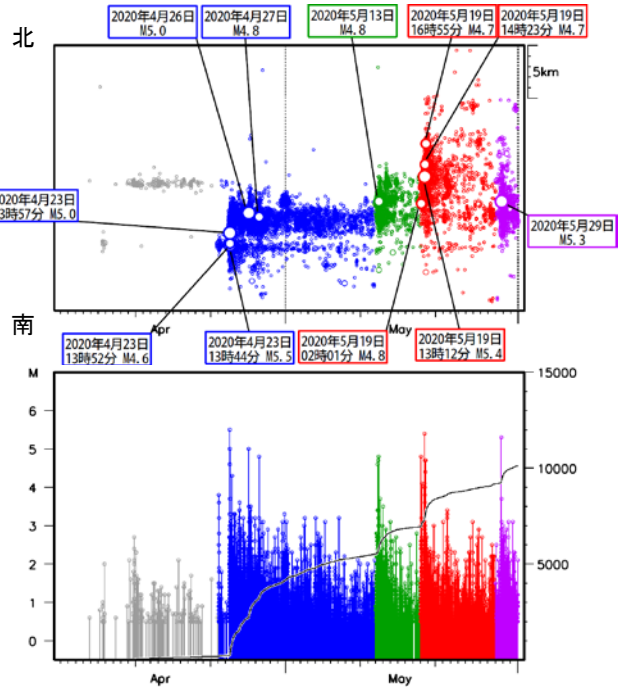 2020年4月26日
M5.0
2020年4月27日
M4.8
2020年5月13日
M4.8
2020年5月19日
16時55分 M4.7
2020年5月19日
14時23分 M4.7
北
5km
2020年4月23日
3時57分 M5.0
2020年5月29日
M5.3
南
Apr
May
2020年4月23日
13時52分 M4.6
2020年4月23日
13時44分 M5.5
2020年5月19日
02時01分 M4.8
2020年5月19日
13時12分 M5.4
M
15000
6
5
10000
4
3
2
5000
1
0
Apr
May